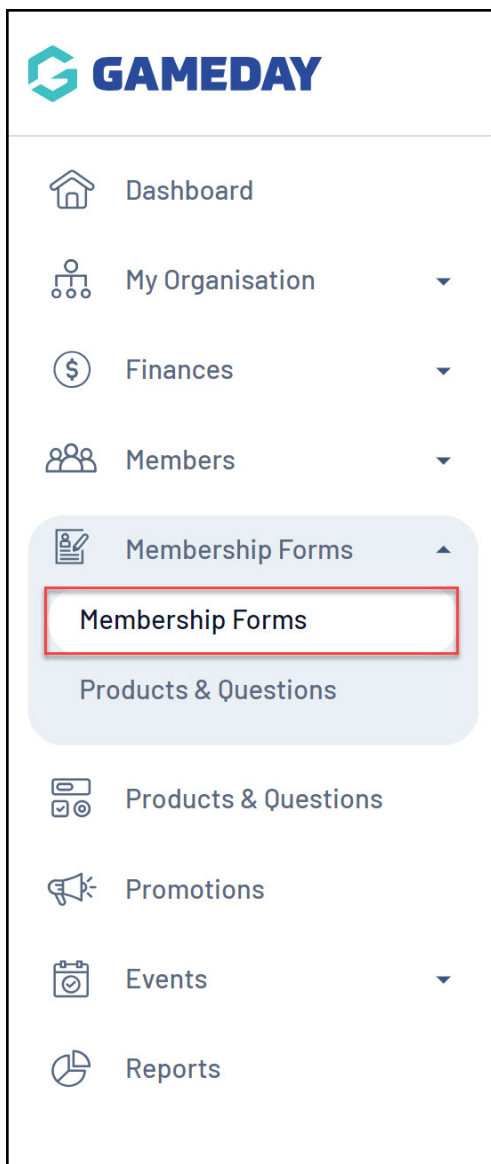 GAMEDAY
Dashboard
My Organisation
Finances
Members
Membership Forms
Membership Forms
Products & Questions
Products & Questions
Promotions
Events
Reports